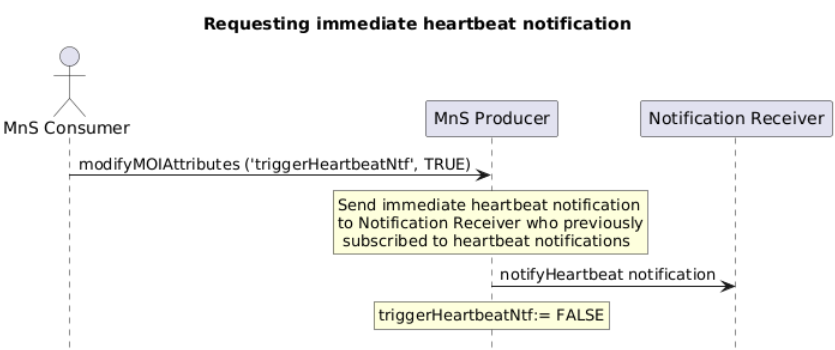 Requesting immediate heartbeat notification
MnS Consumer
MnS Producer
Notification Receiver
modifyMOIAttributes ('triggerHeartbeatNtf', TRUE)
Send immediate heartbeat notification
to Notification Receiver who previously
subscribed to heartbeat notifications
notifyHeartbeat notification
triggerHeartbeatNtf:= FALSE